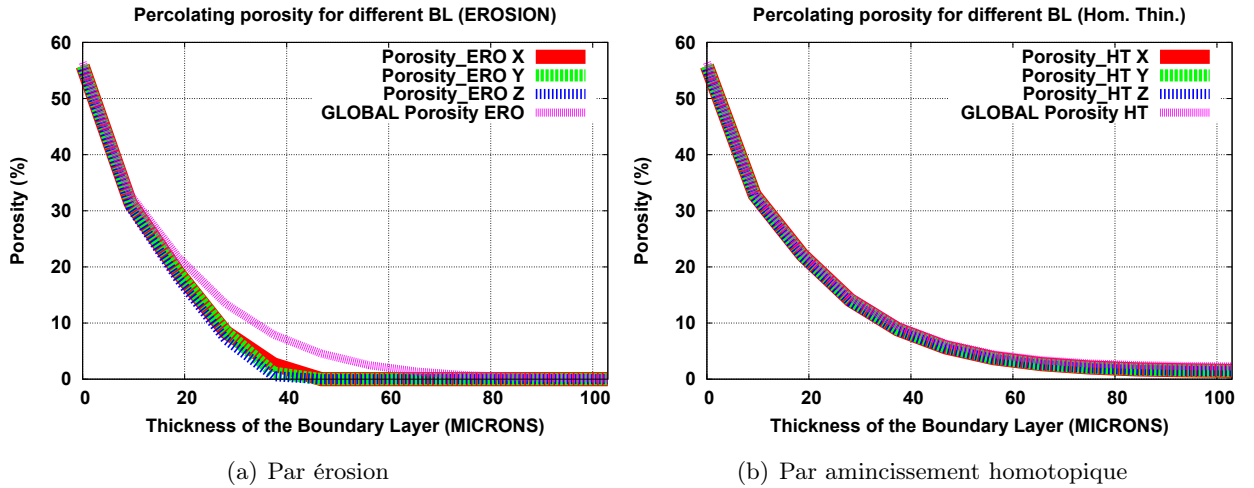 Percolating porosity for different BL (EROSION)
60
50
40
30
20
10
0
Porosity (%)
Porosity_ERO X
Porosity_ERO Y
Porosity_ERO Z
GLOBAL Porosity ERO
0 20 40 60 80 100
Thickness of the Boundary Layer (MICRONS)
(a) Par érosion
Percolating porosity for different BL (Hom. Thin.)
60
50
40
30
20
10
0
Porosity (%)
Porosity_HT X
Porosity_HT Y
Porosity_HT Z
GLOBAL Porosity HT
0 20 40 60 80 100
Thickness of the Boundary Layer (MICRONS)
(b) Par amincissement homotopique